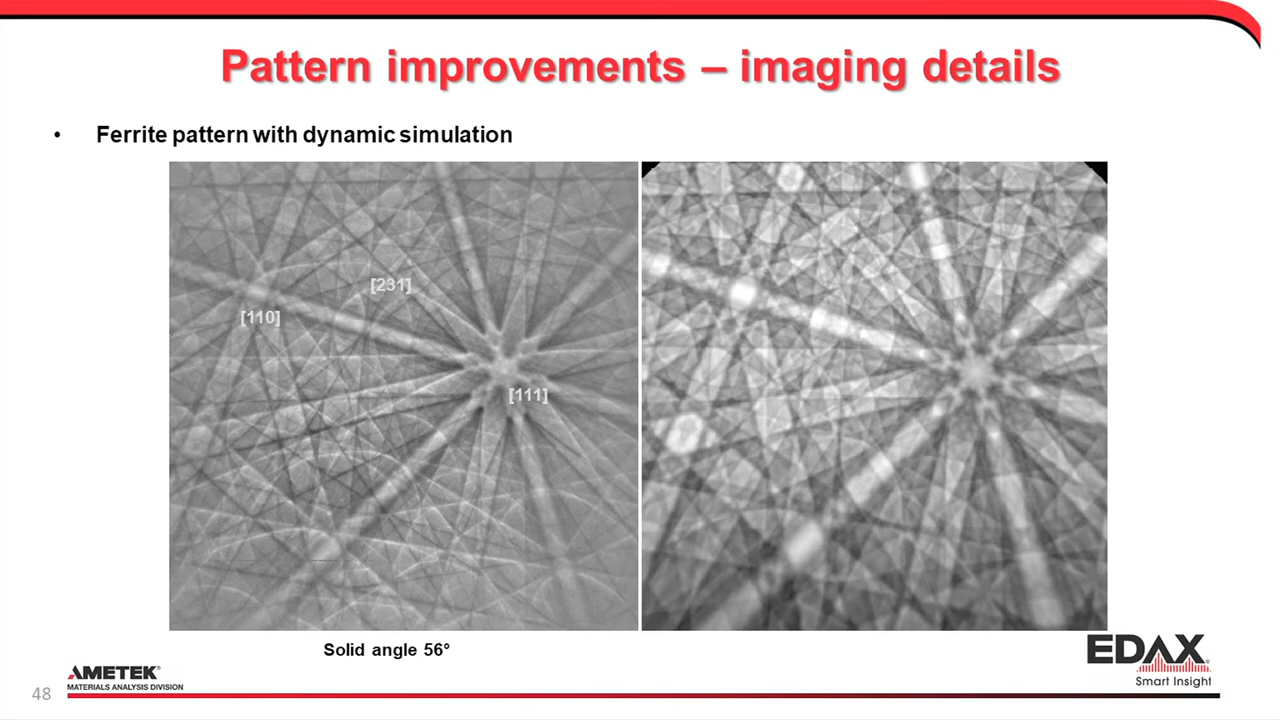 Pattern improvements – imaging details
• Ferrite pattern with dynamic simulation
[231]
[110]
[111]
Solid angle 56°
EDAX
Smart Insight
AMETEK®
MATERIALS ANALYSIS DIVISION
48